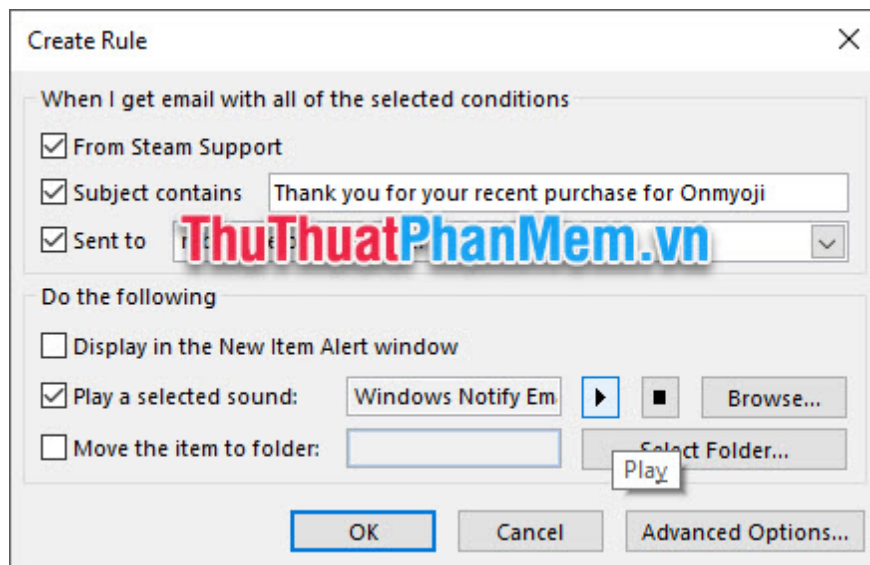 Create Rule
When I get email with all of the selected conditions
From Steam Support
Subject contains Thank you for your recent purchase for Onmyoji
Sent to
ThuThuatPhanMem.vn
Do the following
Display in the New Item Alert window
Play a selected sound: Windows Notify Em Browse...
Move the item to folder: Select Folder...
Play
OK Cancel Advanced Options...